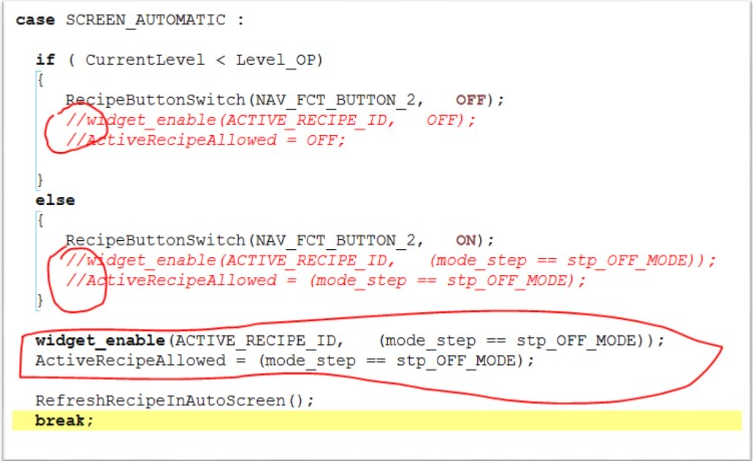 case SCREEN_AUTOMATIC :
if ( CurrentLevel < Level_OP)
{
RecipeButtonSwitch(NAV_FCT_BUTTON_2, OFF);
//widget_enable(ACTIVE_RECIPE_ID, OFF);
//ActiveRecipeAllowed = OFF;
}
else
{
RecipeButtonSwitch(NAV_FCT_BUTTON_2, ON);
//widget_enable(ACTIVE_RECIPE_ID, (mode_step == stp_OFF_MODE));
//ActiveRecipeAllowed = (mode_step == stp_OFF_MODE);
}
widget_enable(ACTIVE_RECIPE_ID, (mode_step == stp_OFF_MODE));
ActiveRecipeAllowed = (mode_step == stp_OFF_MODE);
RefreshRecipeInAutoScreen();
break;